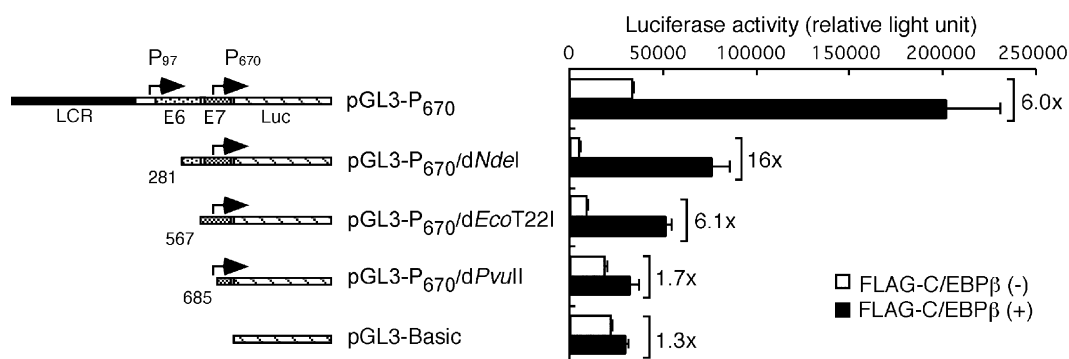 Luciferase activity (relative light unit)
0 50000 100000 150000 200000 250000
P97 P670
LCR E6 E7 Luc
pGL3-P670
6.0x
281
pGL3-P670/dNdeI
16x
567
pGL3-P670/dEcoT22I
6.1x
685
pGL3-P670/dPvuII
1.7x
pGL3-Basic
1.3x
FLAG-C/EBPβ (-)
FLAG-C/EBPβ (+)